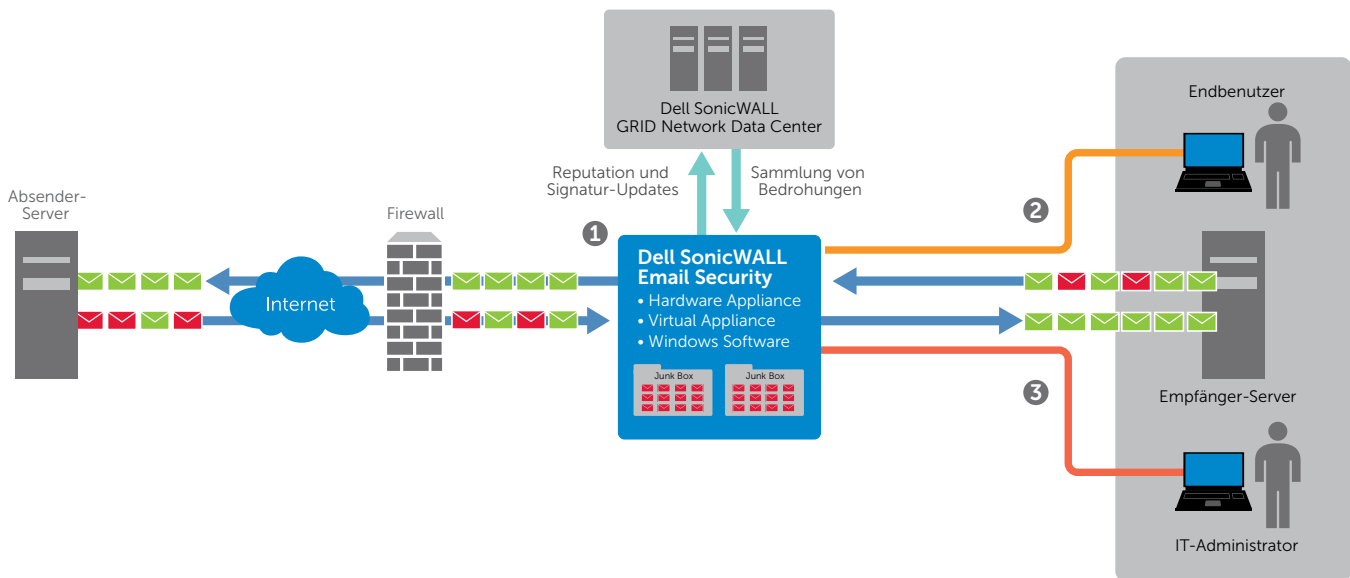 Dell SonicWALL
GRID Network Data Center
Reputation und
Signatur-Updates
Sammlung von
Bedrohungen
Endbenutzer
Absender-
Server
Firewall
Internet
1
Dell SonicWALL
Email Security
• Hardware Appliance
• Virtual Appliance
• Windows Software
Junk Box
Junk Box
2
3
Empfänger-Server
IT-Administrator